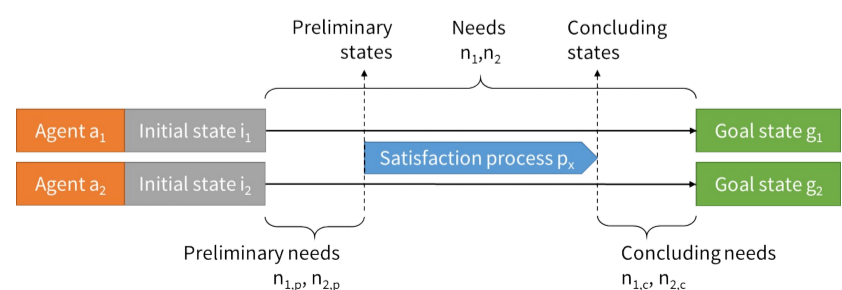 Preliminary
states
Needs
n₁,n₂
Concluding
states
Agent a₁
Initial state i₁
Goal state g₁
Satisfaction process pₓ
Agent a₂
Initial state i₂
Goal state g₂
Preliminary needs
n₁,ₚ, n₂,ₚ
Concluding needs
n₁,c, n₂,c